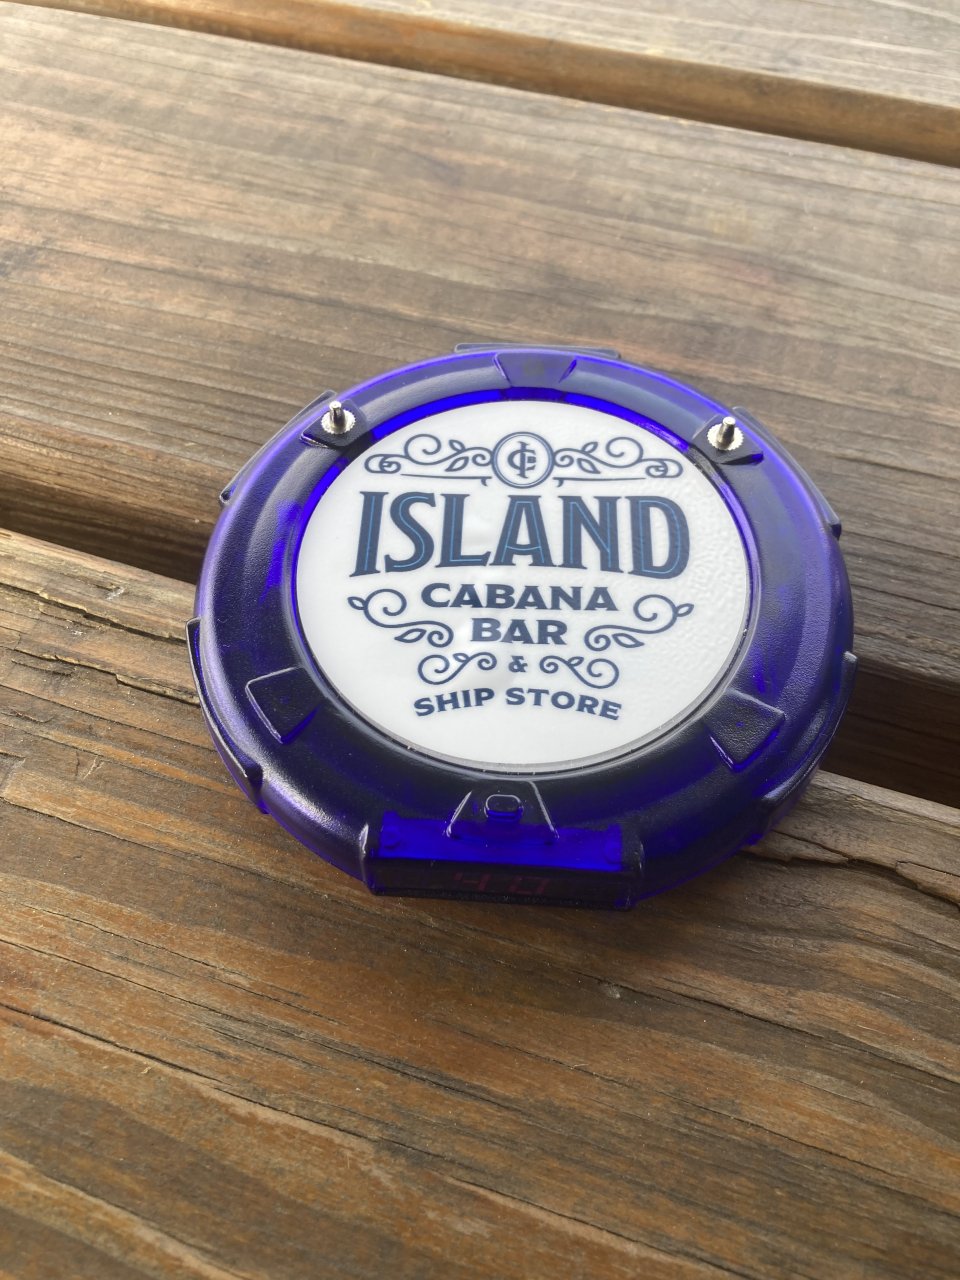 ISLAND
CABANA
BAR
&
SHIP STORE